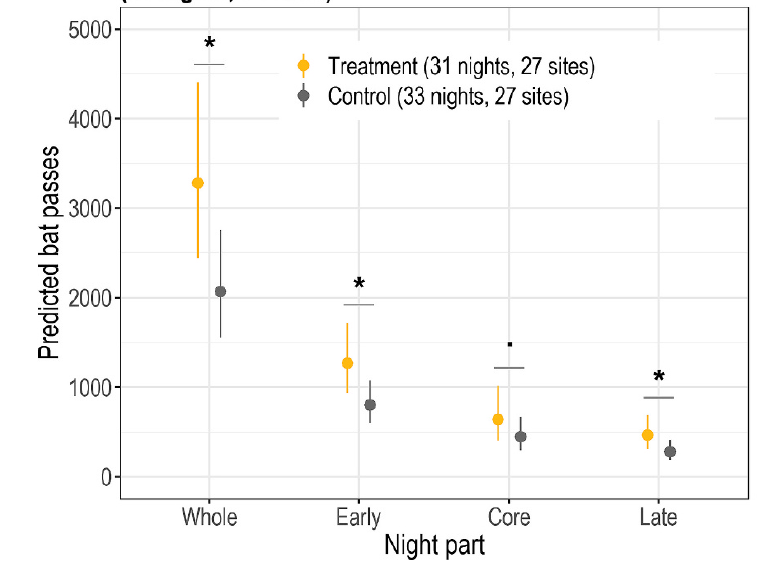 5000
4000
3000
2000
1000
0
Predicted bat passes
Treatment (31 nights, 27 sites)
Control (33 nights, 27 sites)
*
*
.
*
Whole Early Core Late
Night part